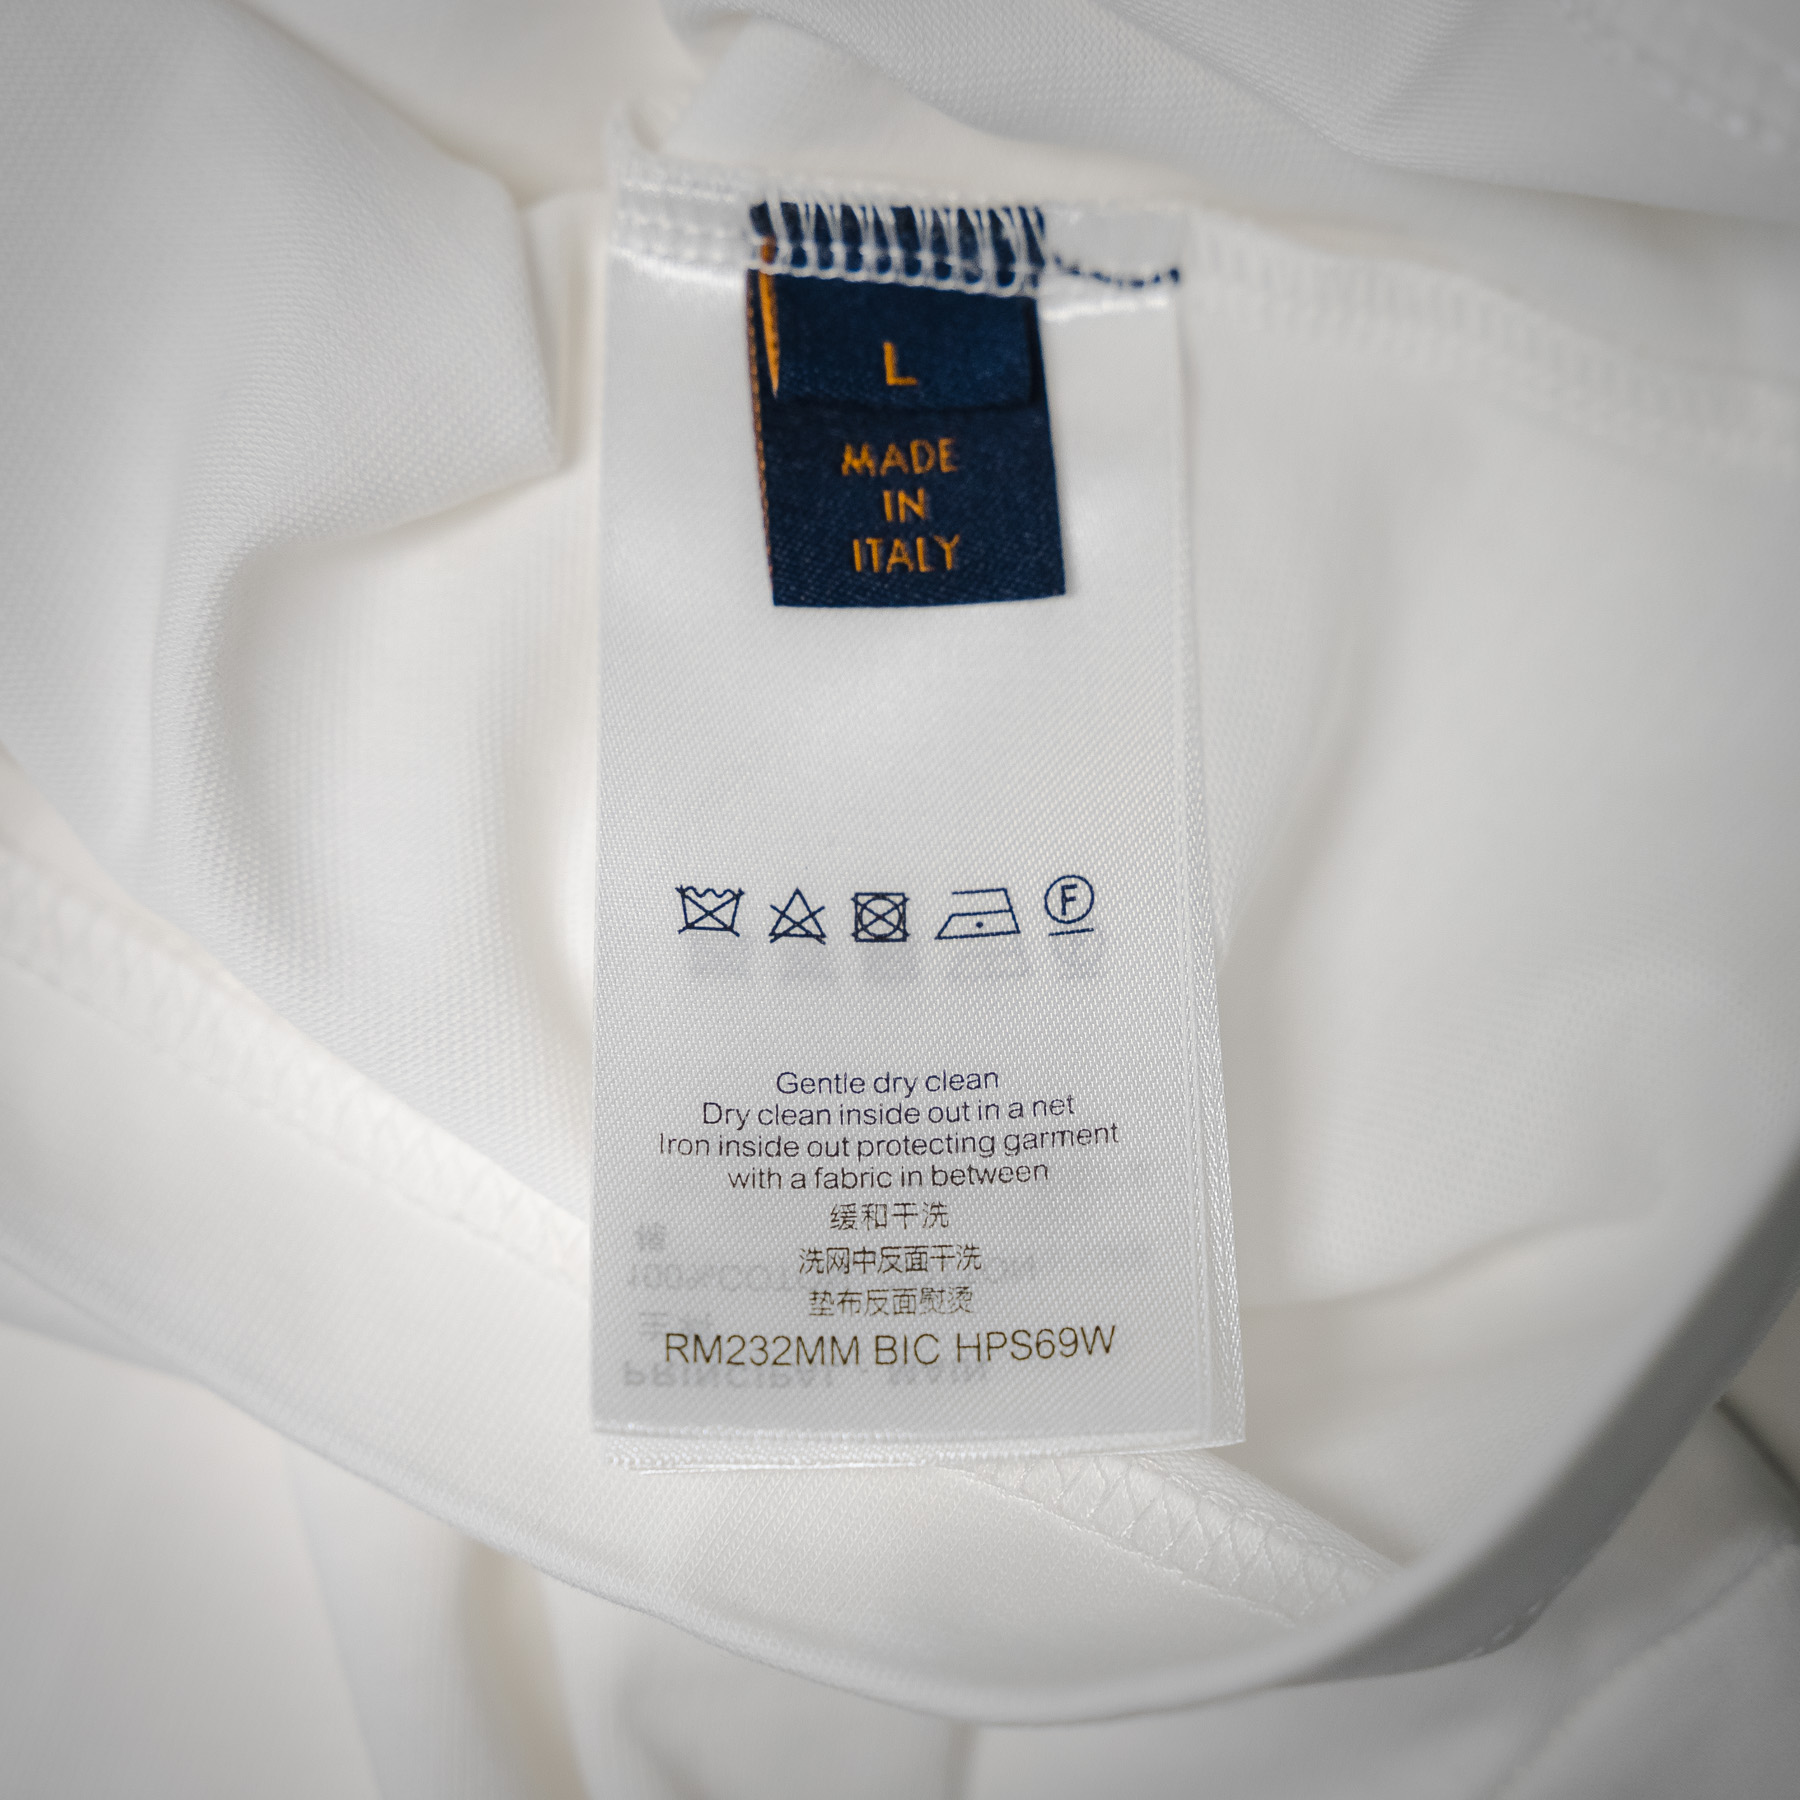 L
MADE
IN
ITALY
F
Gentle dry clean
Dry clean inside out in a net
Iron inside out protecting garment
with a fabric in between
缓和干洗
洗网中反面干洗
垫布反面熨烫
RM232MM BIC HPS69W